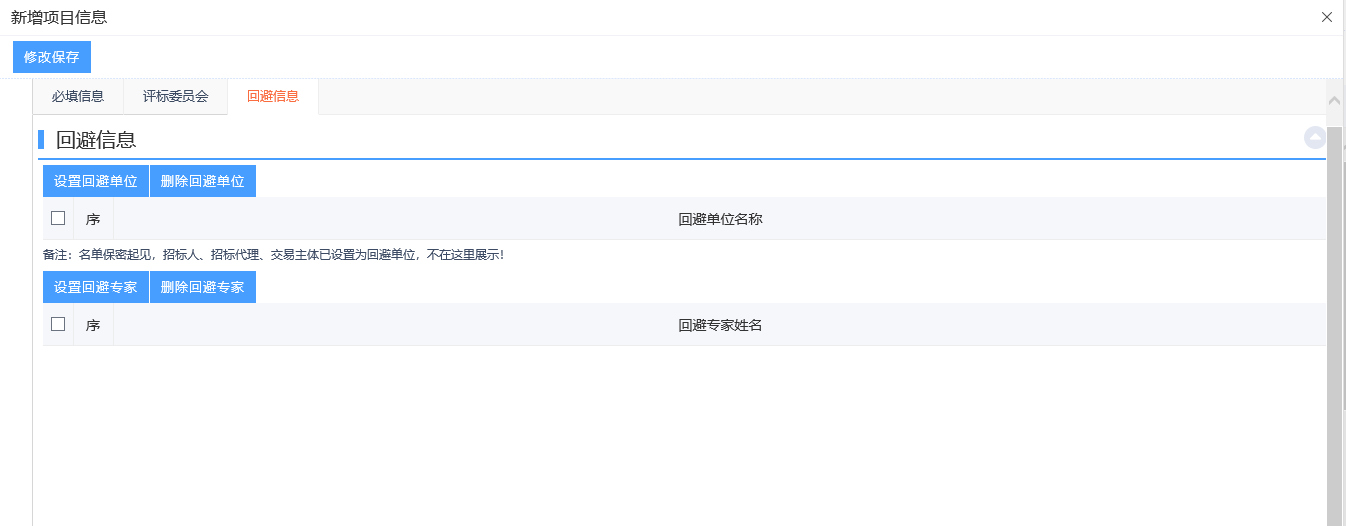 新增项目信息
修改保存
必填信息 评标委员会 回避信息
回避信息
设置回避单位 删除回避单位
序 回避单位名称
备注：名单保密起见，招标人、招标代理、交易主体已设置为回避单位，不在这里展示！
设置回避专家 删除回避专家
序 回避专家姓名